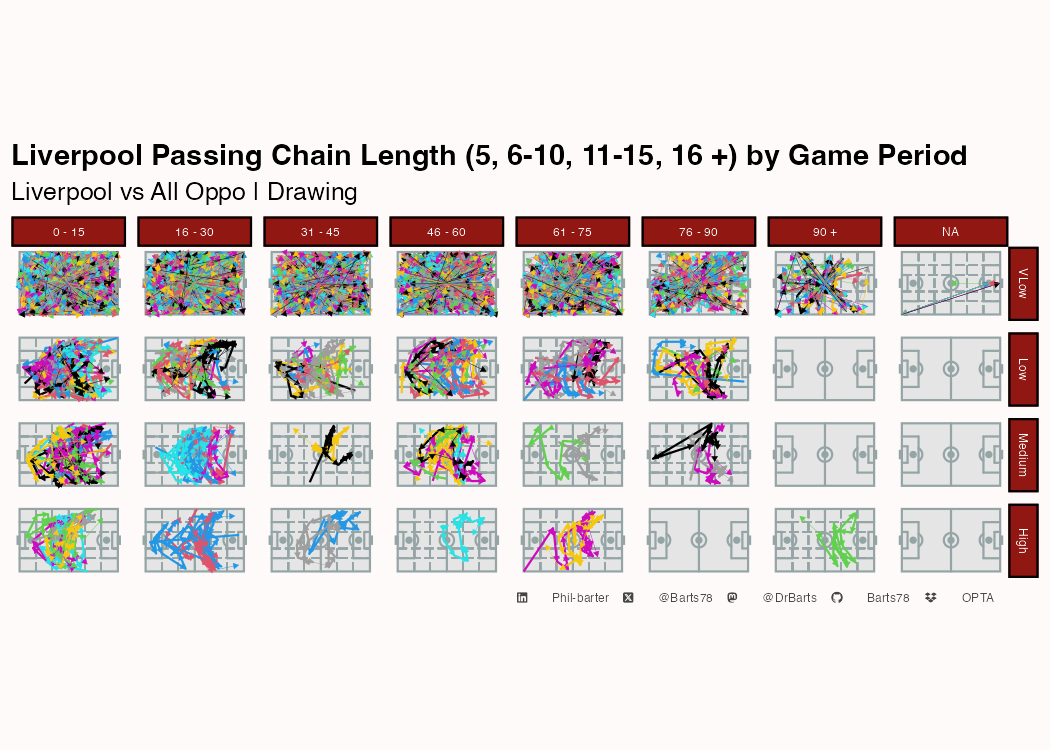 Liverpool Passing Chain Length (5, 6-10, 11-15, 16 +) by Game Period
Liverpool vs All Oppo | Drawing
0 - 15 16 - 30 31 - 45 46 - 60 61 - 75 76 - 90 90 + NA
VLow
Low
Medium
High
Phil-barter @Barts78 @DrBarts Barts78 OPTA